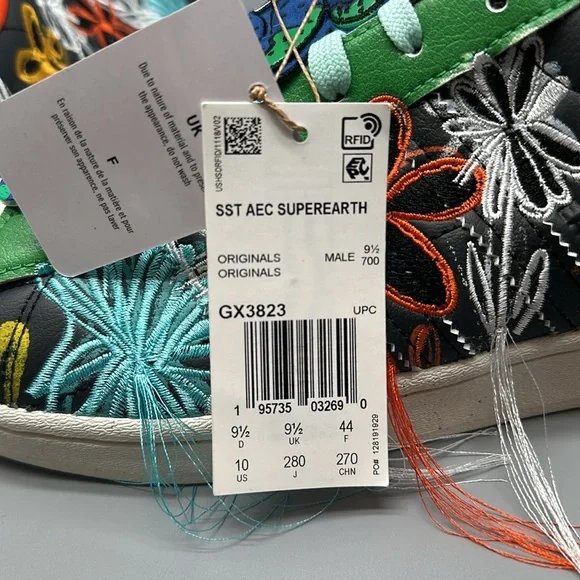 Due to nature of material and to preserve
the appearance, do not wash
UK
En raison de la nature de la matière et pour
préserver son apparence, ne pas laver
F
USHSORFID/1118/V02
RFID
SST AEC SUPEREARTH
ORIGINALS MALE 9½
ORIGINALS 700
GX3823 UPC
1 95735 03269 0
9½ 9½ 44
D UK F
10 280 270
US J CHN
PO# 128191929